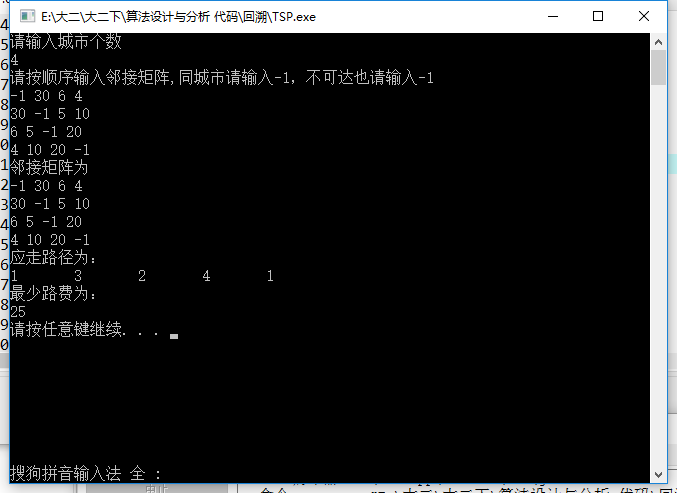 E:\大二\大二下\算法设计与分析 代码\回溯\TSP.exe
请输入城市个数
4
请按顺序输入邻接矩阵,同城市请输入-1, 不可达也请输入-1
-1 30 6 4
30 -1 5 10
6 5 -1 20
4 10 20 -1
邻接矩阵为
-1 30 6 4
30 -1 5 10
6 5 -1 20
4 10 20 -1
应走路径为:
1 3 2 4 1
最少路费为:
25
请按任意键继续. . .
搜狗拼音输入法 全 :